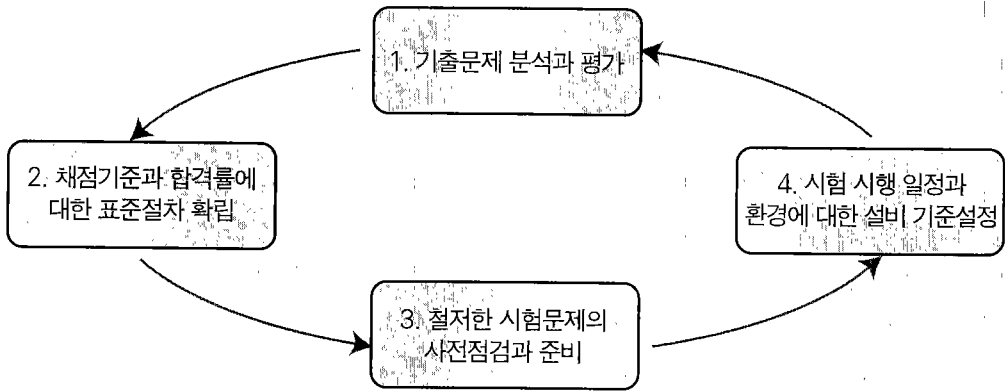 1. 기출문제 분석과 평가
2. 채점기준과 합격률에
대한 표준절차 확립
3. 철저한 시험문제의
사전점검과 준비
4. 시험 시행 일정과
환경에 대한 설비 기준설정